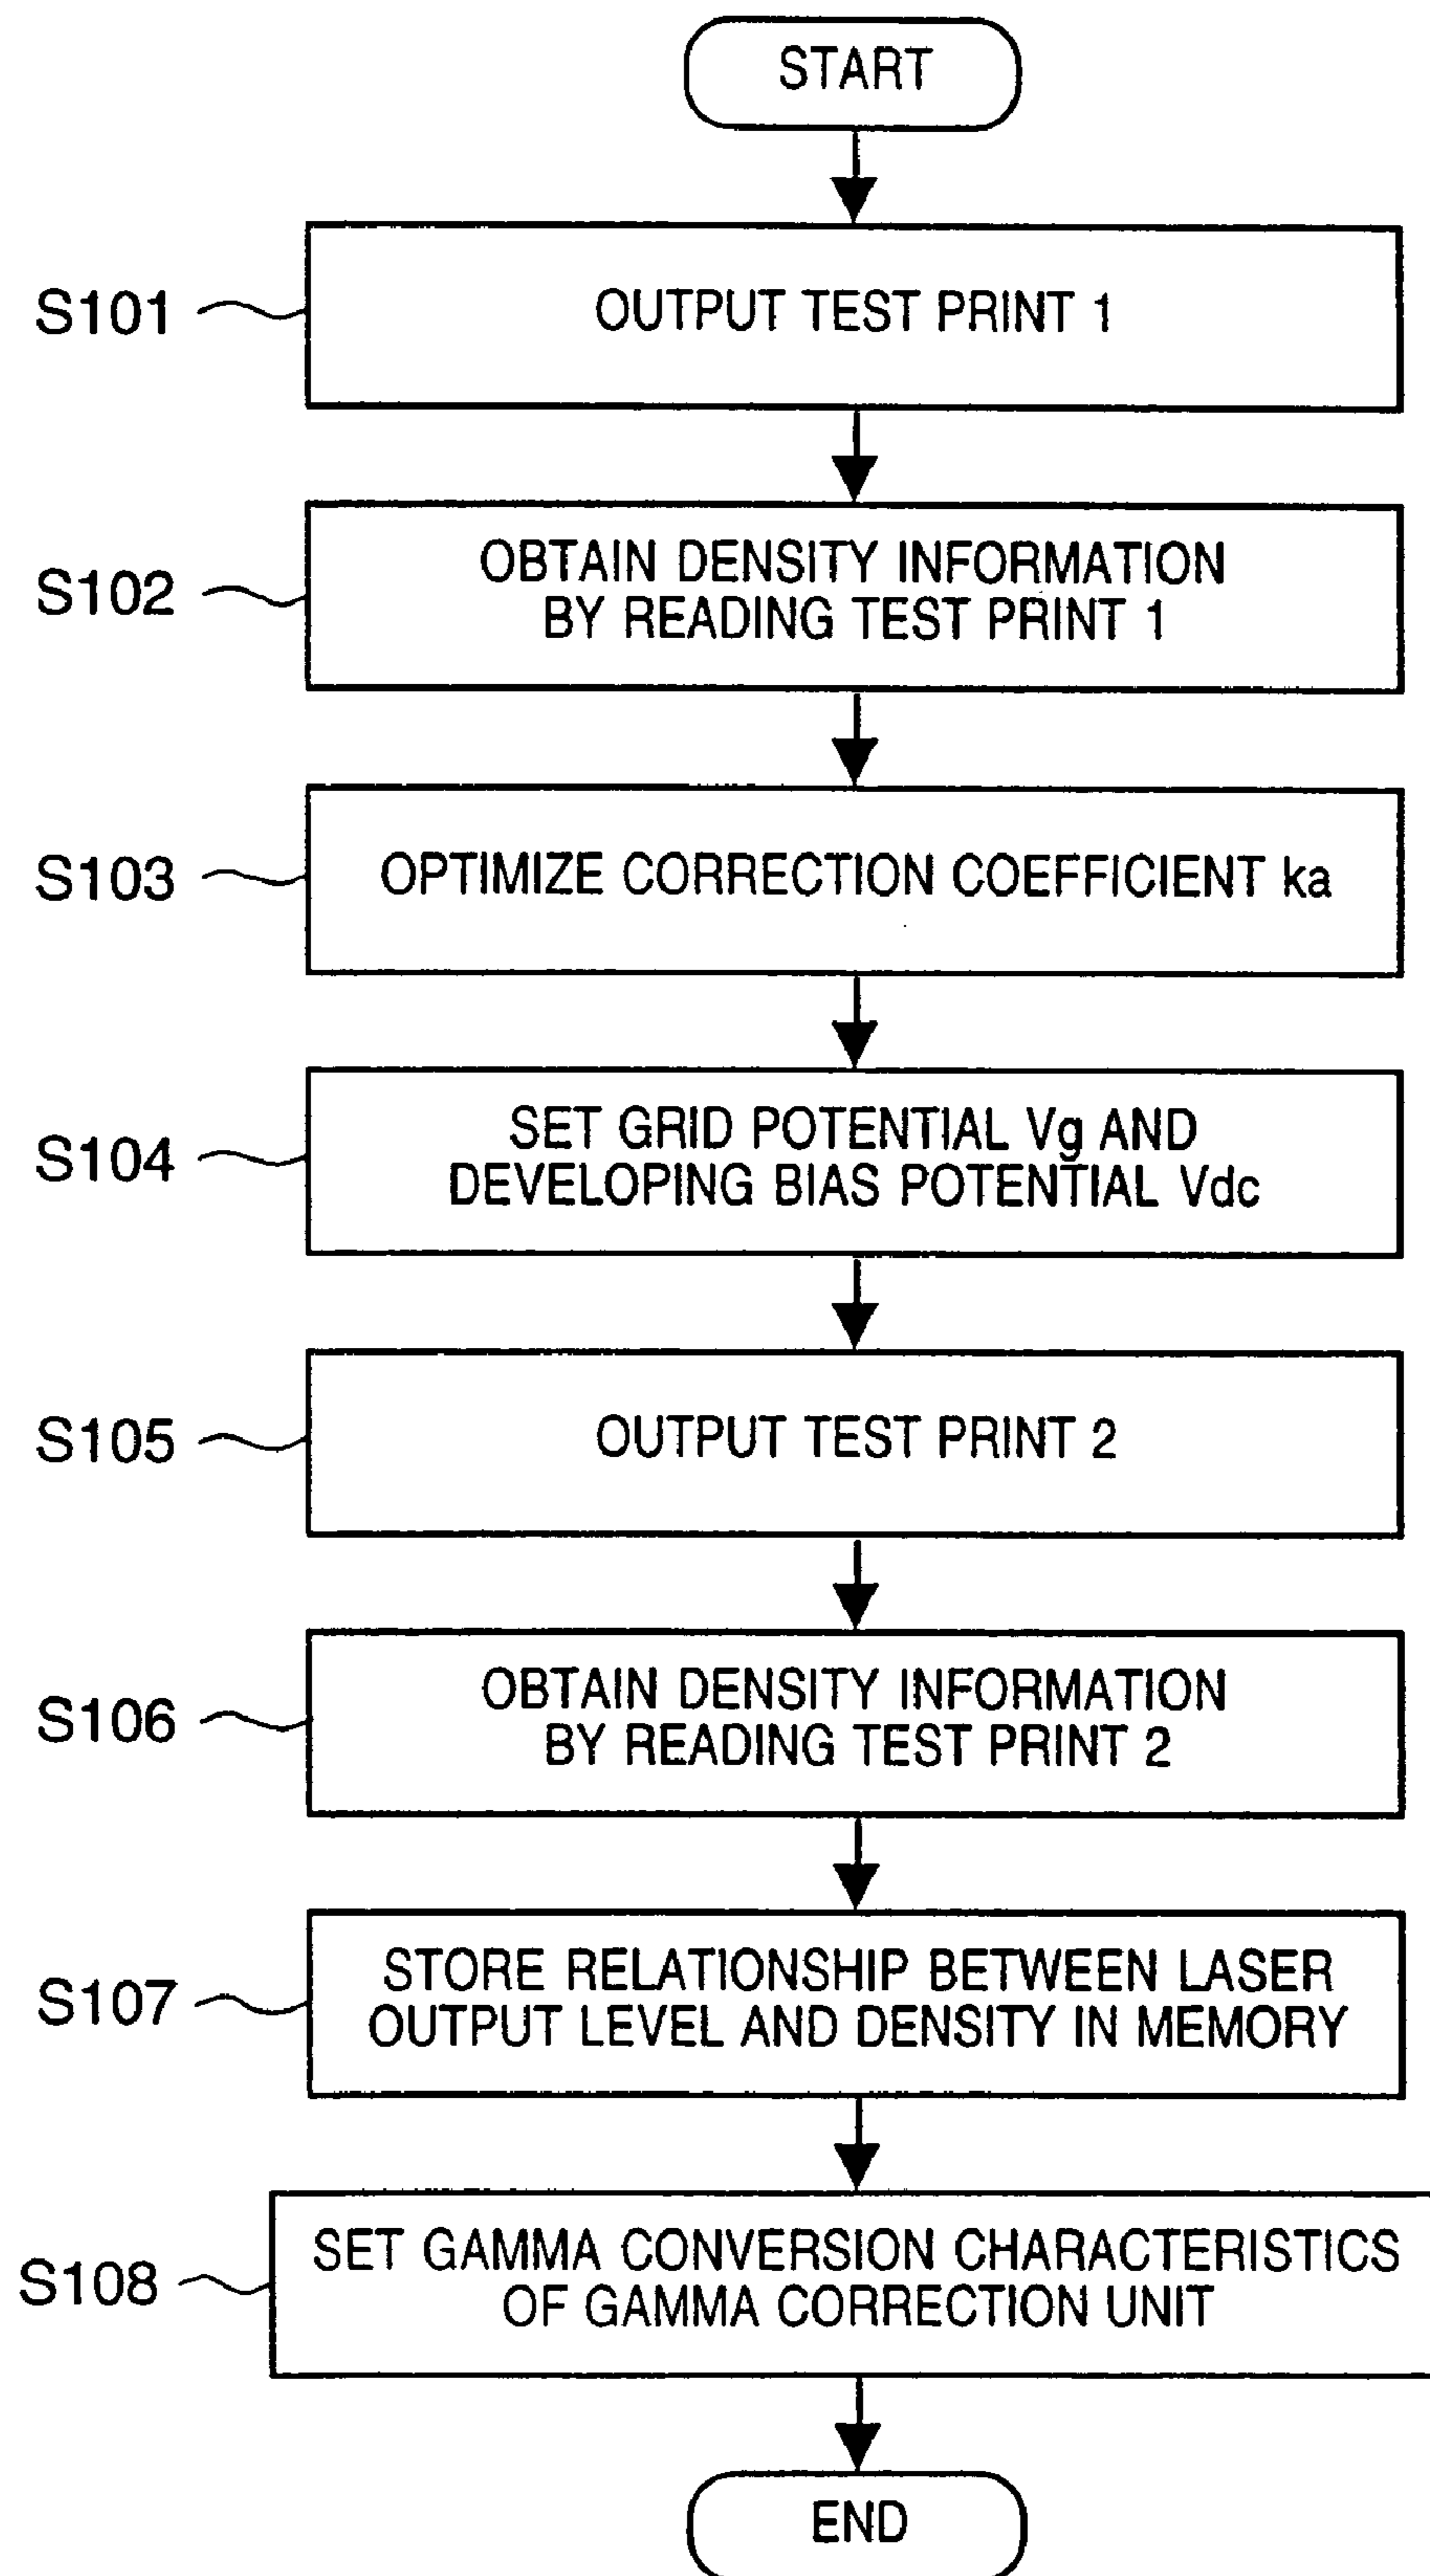 START
S101
OUTPUT TEST PRINT 1
S102
OBTAIN DENSITY INFORMATION
BY READING TEST PRINT 1
S103
OPTIMIZE CORRECTION COEFFICIENT ka
S104
SET GRID POTENTIAL Vg AND
DEVELOPING BIAS POTENTIAL Vdc
S105
OUTPUT TEST PRINT 2
S106
OBTAIN DENSITY INFORMATION
BY READING TEST PRINT 2
S107
STORE RELATIONSHIP BETWEEN LASER
OUTPUT LEVEL AND DENSITY IN MEMORY
S108
SET GAMMA CONVERSION CHARACTERISTICS
OF GAMMA CORRECTION UNIT
END